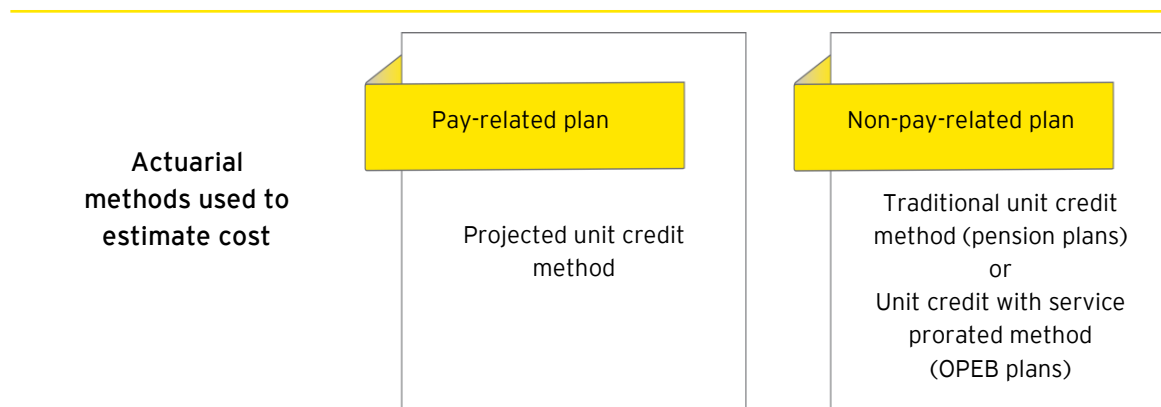 Actuarial
methods used to
estimate cost
Pay-related plan
Projected unit credit
method
Non-pay-related plan
Traditional unit credit
method (pension plans)
or
Unit credit with service
prorated method
(OPEB plans)